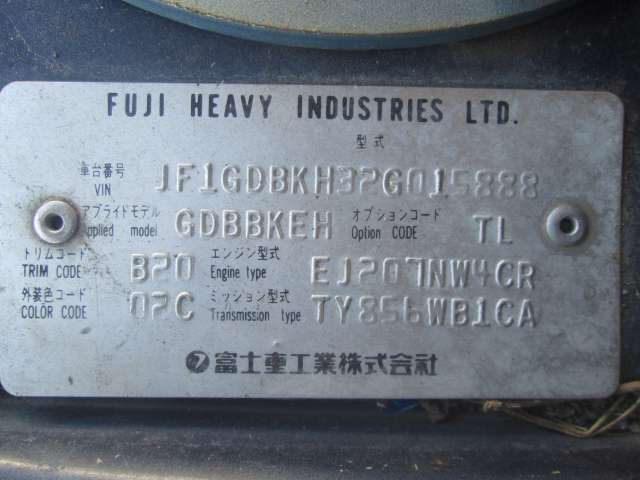 FUJI HEAVY INDUSTRIES LTD.
型式
車台番号
VIN JF1GDBKH32G015888
アプライドモデル
applied model GDBBKEH オプションコード Option CODE TL
トリムコード
TRIM CODE B20 エンジン型式 Engine type EJ207NW4CR
外装色コード
COLOR CODE 02C ミッション型式 Transmission type TY856WB1CA
富士重工業株式会社